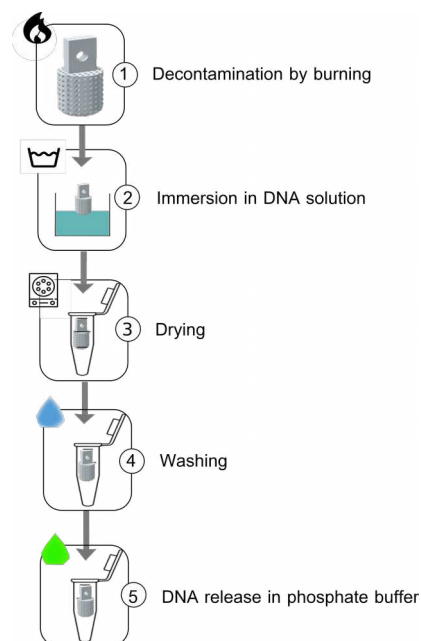 1 Decontamination by burning
2 Immersion in DNA solution
3 Drying
4 Washing
5 DNA release in phosphate buffer